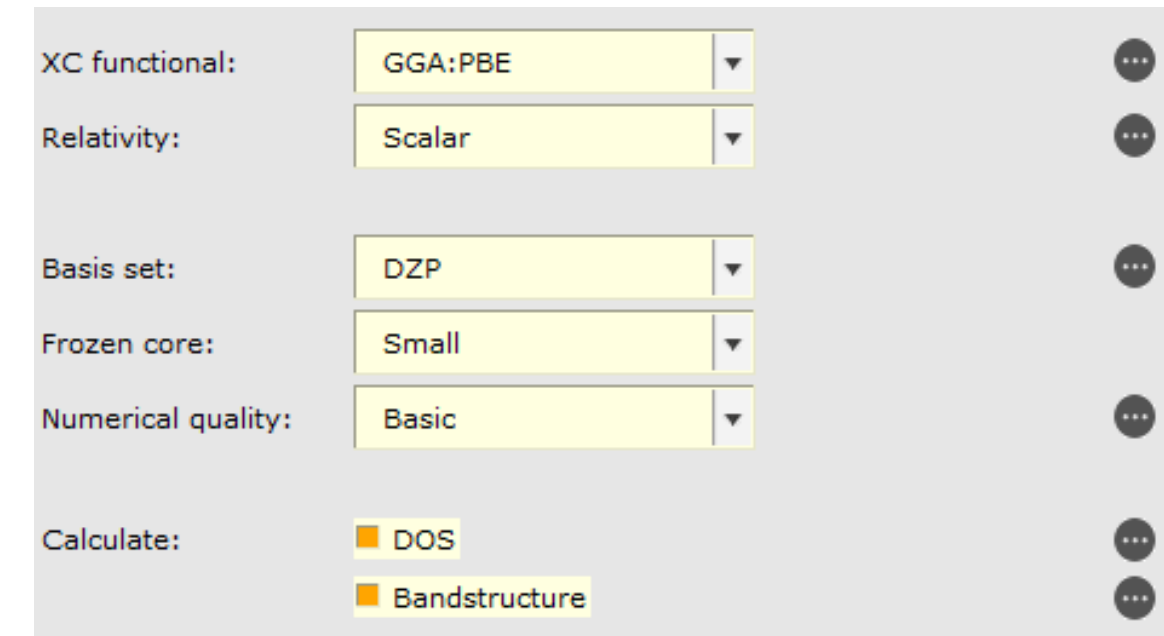 XC functional: GGA:PBE
Relativity: Scalar
Basis set: DZP
Frozen core: Small
Numerical quality: Basic
Calculate: DOS
Bandstructure